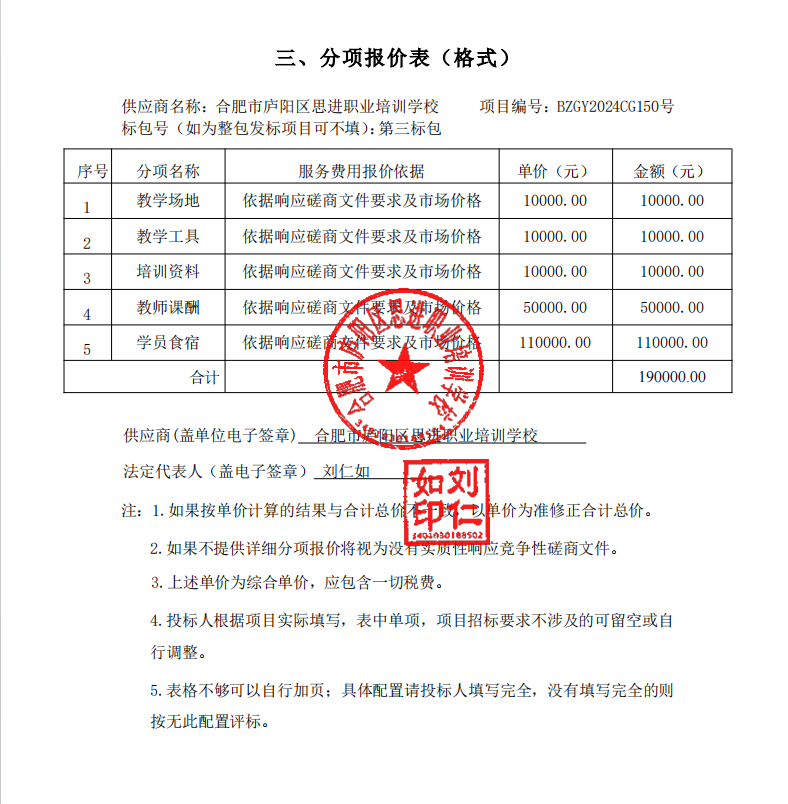 三、分项报价表（格式）
供应商名称：合肥市庐阳区思进职业培训学校 项目编号：BZGY2024CG150号
标包号（如为整包发标项目可不填）：第三标包
序号 分项名称 服务费用报价依据 单价（元） 金额（元）
1 教学场地 依据响应磋商文件要求及市场价格 10000.00 10000.00
2 教学工具 依据响应磋商文件要求及市场价格 10000.00 10000.00
3 培训资料 依据响应磋商文件要求及市场价格 10000.00 10000.00
4 教师课酬 依据响应磋商文件要求及市场价格 50000.00 50000.00
5 学员食宿 依据响应磋商文件要求及市场价格 110000.00 110000.00
合计 190000.00
合肥市庐阳区思进职业培训学校
供应商(盖单位电子签章) 合肥市庐阳区思进职业培训学校
法定代表人（盖电子签章） 刘仁如
刘仁如印
3401030188502
注：1.如果按单价计算的结果与合计总价不一致，以单价为准修正合计总价。
2.如果不提供详细分项报价将视为没有实质性响应竞争性磋商文件。
3.上述单价为综合单价，应包含一切税费。
4.投标人根据项目实际填写，表中单项，项目招标要求不涉及的可留空或自
行调整。
5.表格不够可以自行加页；具体配置请投标人填写完全，没有填写完全的则
按无此配置评标。